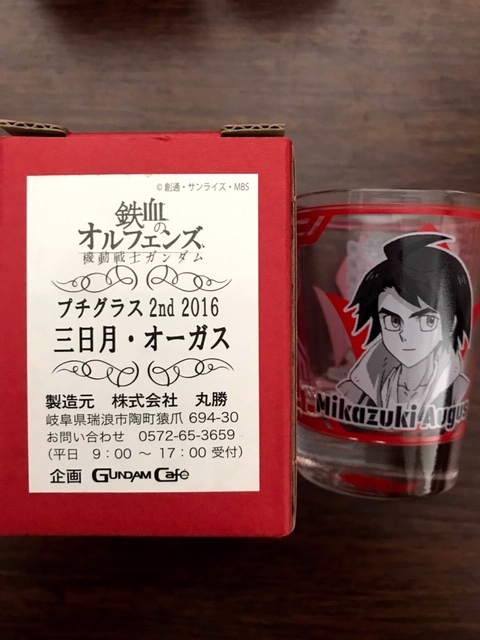 ©創通・サンライズ・MBS
鉄血の
オルフェンズ
機動戦士ガンダム
プチグラス 2nd 2016
三日月・オーガス
製造元 株式会社 丸勝
岐阜県瑞浪市陶町猿爪 694-30
お問い合わせ 0572-65-3659
(平日 9:00 〜 17:00 受付)
企画 GUNDAM Café
Mikazuki Augus